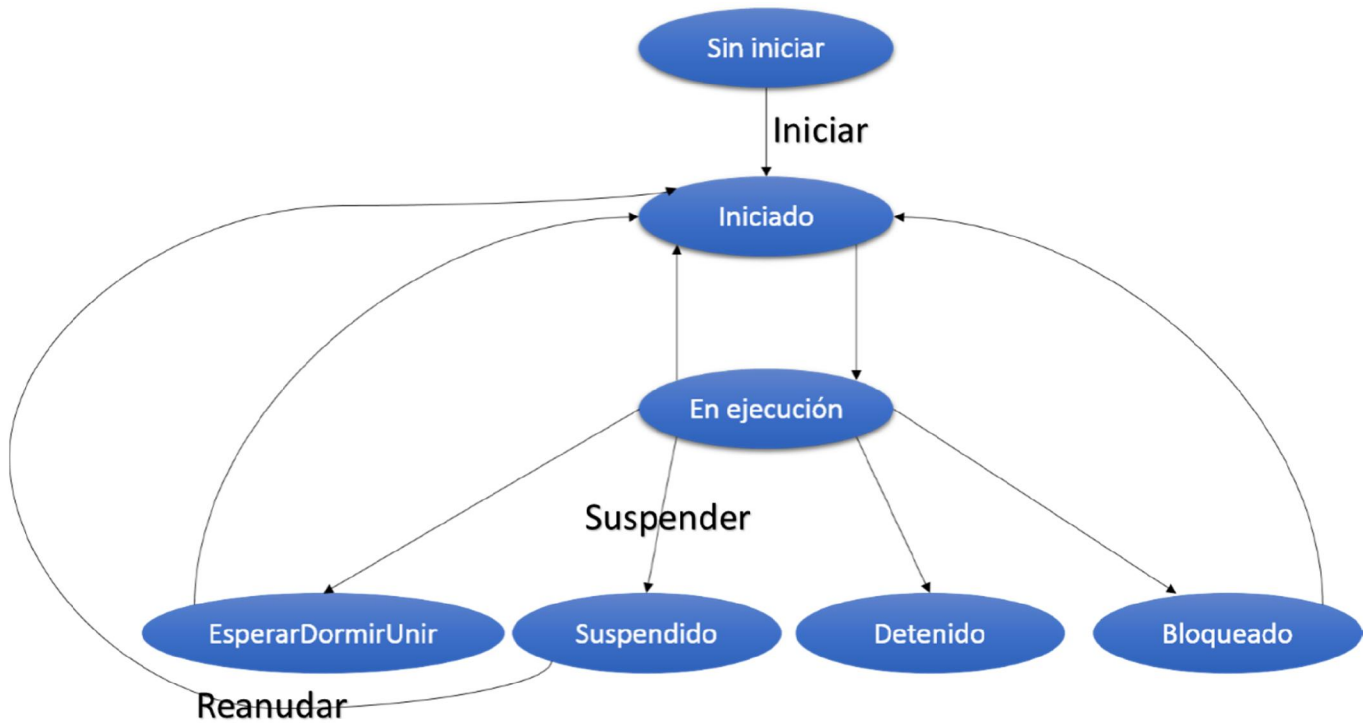 Sin iniciar
Iniciar
Iniciado
En ejecución
Suspender
EsperarDormirUnir
Suspendido
Detenido
Bloqueado
Reanudar